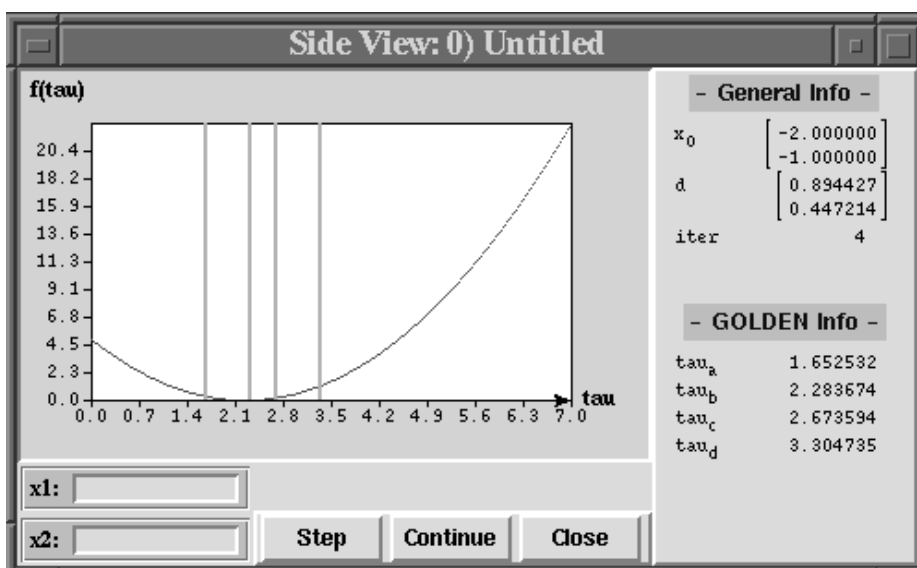 Side View: 0) Untitled
f(tau)
20.4
18.2
15.9
13.6
11.3
9.1
6.8
4.5
2.3
0.0
0.0 0.7 1.4 2.1 2.8 3.5 4.2 4.9 5.6 6.3 7.0
tau
x1:
x2:
Step Continue Close
- General Info -
x0 [-2.000000]
[-1.000000]
d [0.894427]
[0.447214]
iter 4
- GOLDEN Info -
tau_a 1.652532
tau_b 2.283674
tau_c 2.673594
tau_d 3.304735